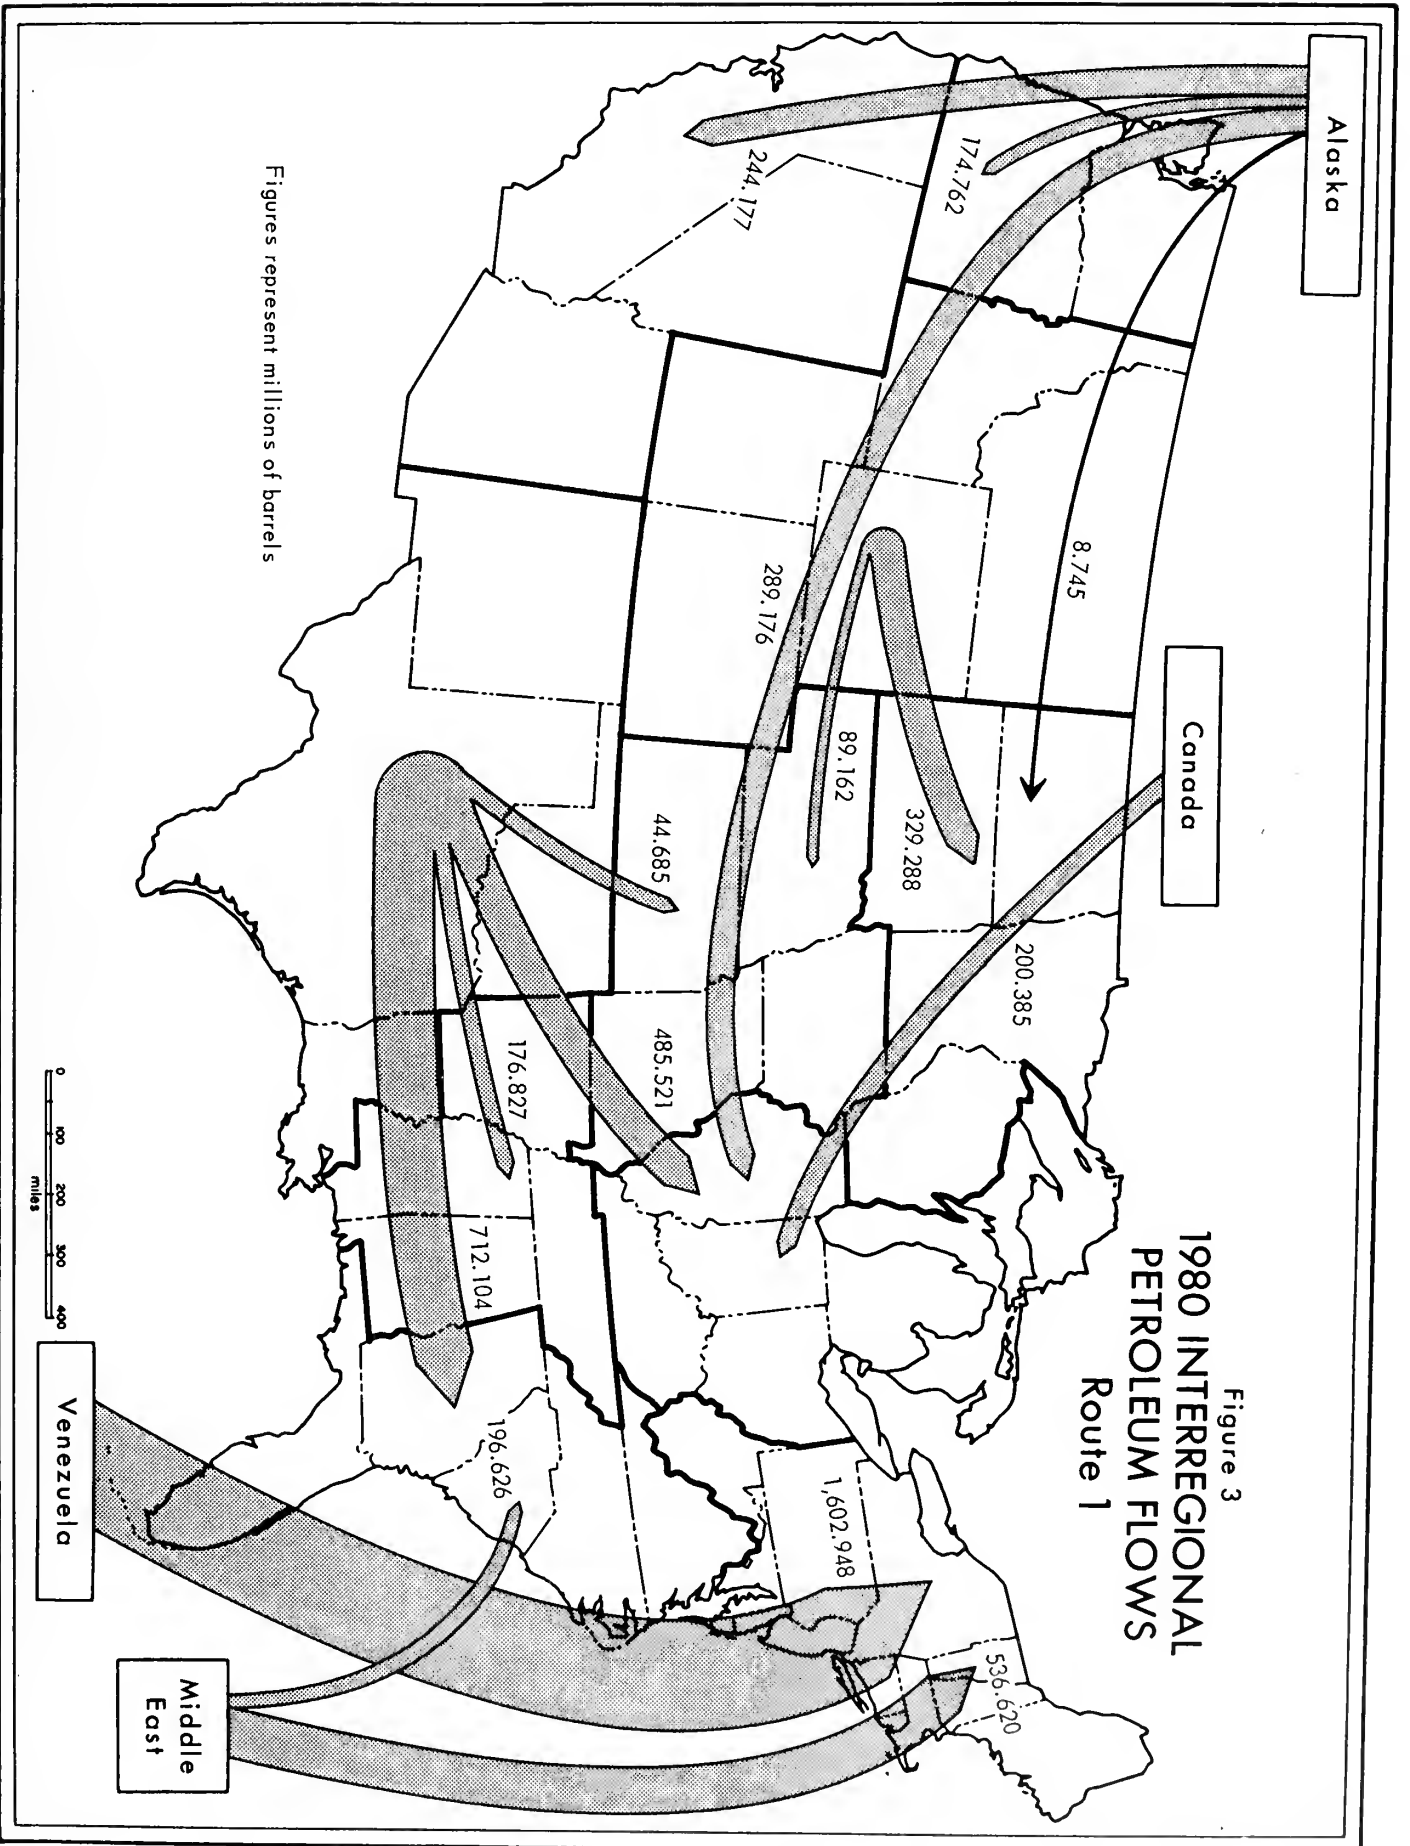 Figure 3
1980 INTERREGIONAL
PETROLEUM FLOWS
Route 1
Alaska
Canada
174.762
244.177
8.745
289.176
89.162
329.288
200.385
44.685
485.521
176.827
712.104
196.626
1,602.948
536.620
Figures represent millions of barrels
0 100 200 300 400
miles
Venezuela
Middle
East